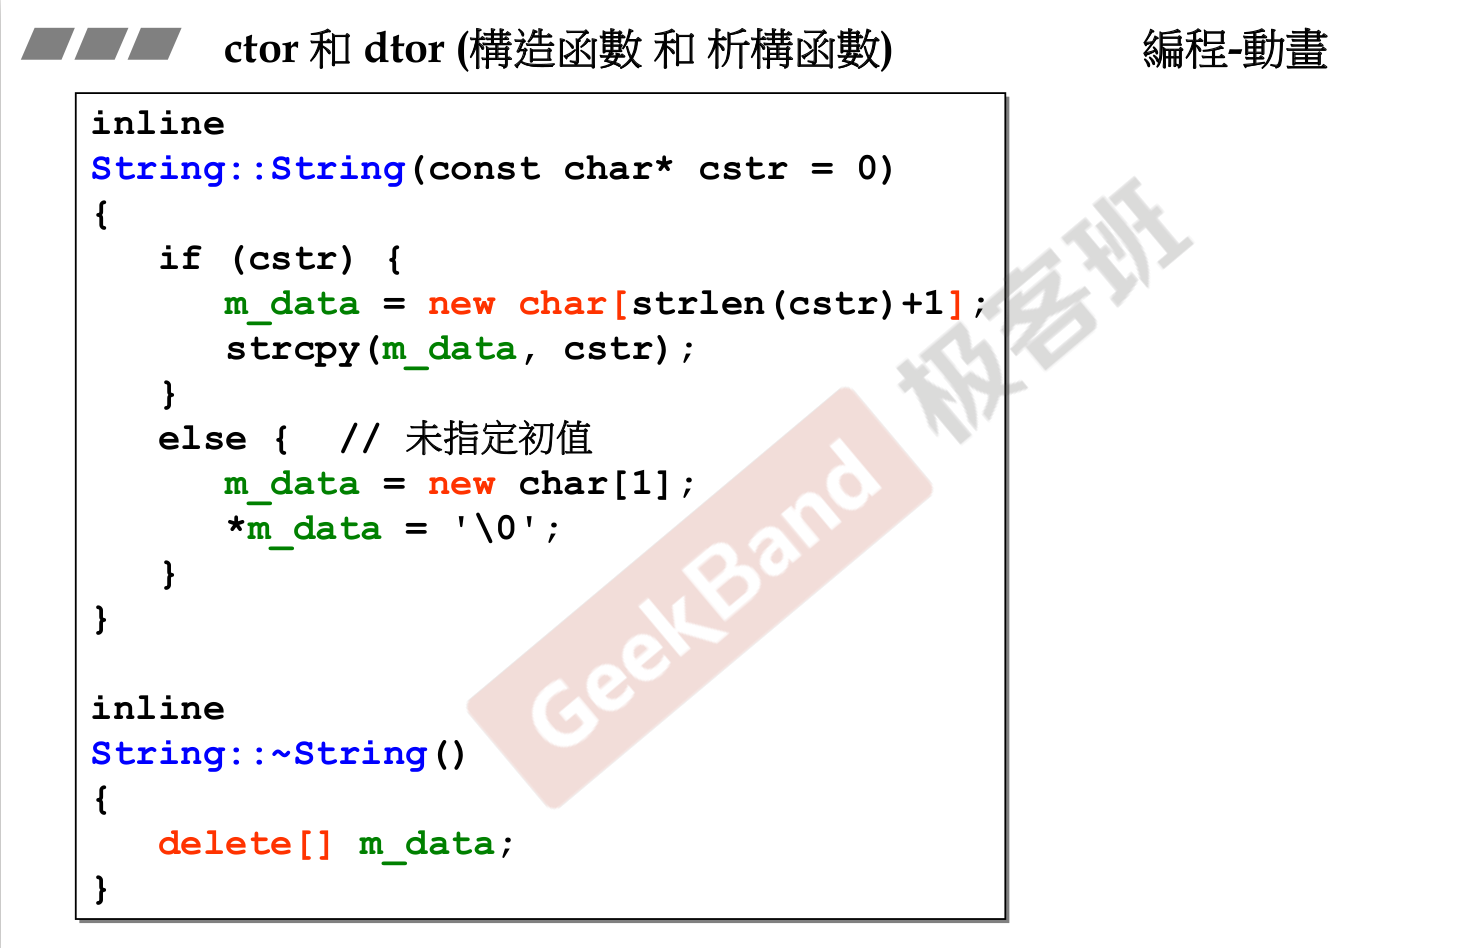 ctor 和 dtor (構造函數 和 析構函數)
編程-動畫
inline
String::String(const char* cstr = 0)
{
if (cstr) {
m_data = new char[strlen(cstr)+1];
strcpy(m_data, cstr);
}
else { // 未指定初值
m_data = new char[1];
*m_data = '\0';
}
}
inline
String::~String()
{
delete[] m_data;
}
GeekBand 极客班